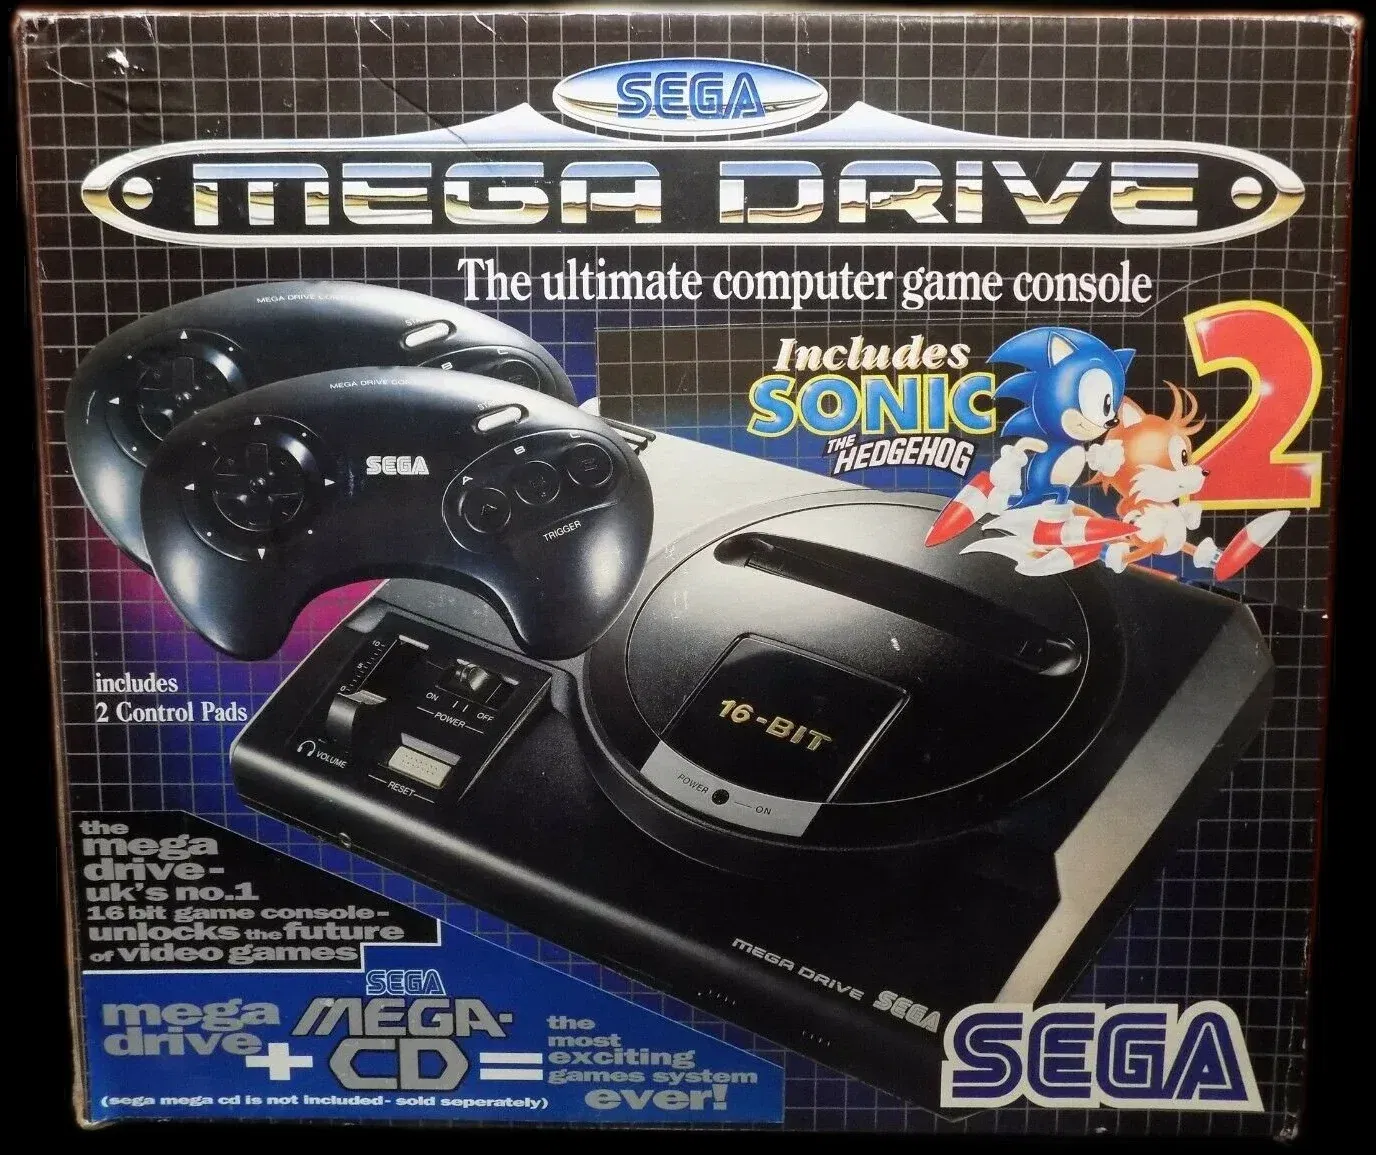 SEGA
MEGA DRIVE
The ultimate computer game console
Includes
SONIC
THE
HEDGEHOG
2
MEGA DRIVE
MEGA DRIVE
SEGA
A
B
C
TRIGGER
includes
2 Control Pads
ON
OFF
POWER
VOLUME
RESET
16-BIT
POWER
ON
MEGA DRIVE SEGA
the
mega
drive-
uk's no.1
16 bit game console-
unlocks the future
of video games
mega
drive
+
SEGA
MEGA-
CD
=
the
most
exciting
games system
ever!
(sega mega cd is not included- sold seperately)
SEGA